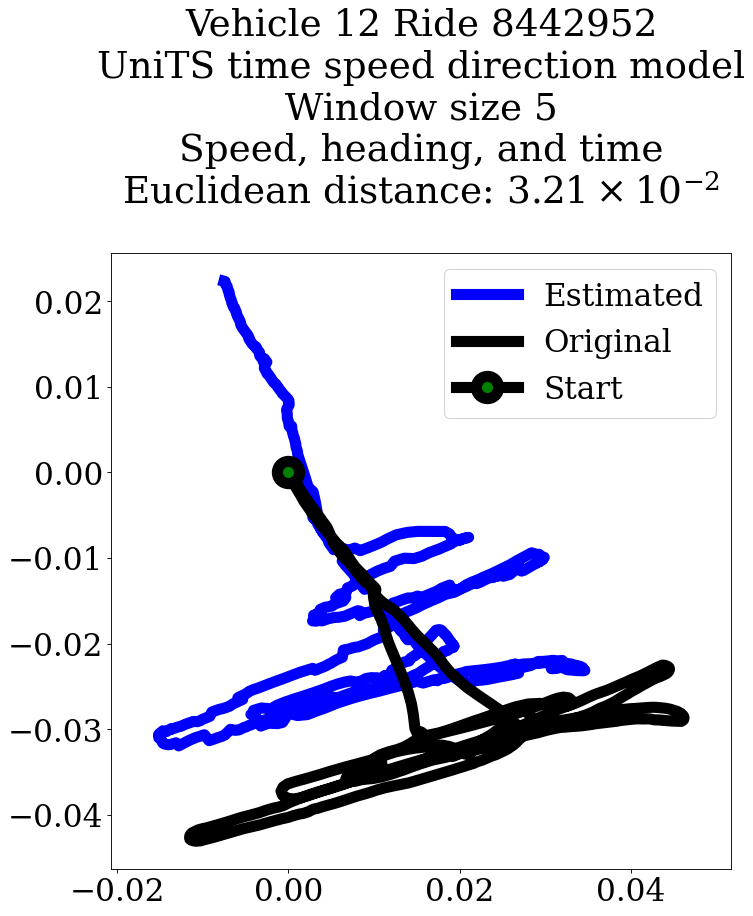 Vehicle 12 Ride 8442952
UniTS time speed direction model
Window size 5
Speed, heading, and time
Euclidean distance: 3.21 × 10⁻²
Estimated
Original
Start
0.02
0.01
0.00
−0.01
−0.02
−0.03
−0.04
−0.02 0.00 0.02 0.04